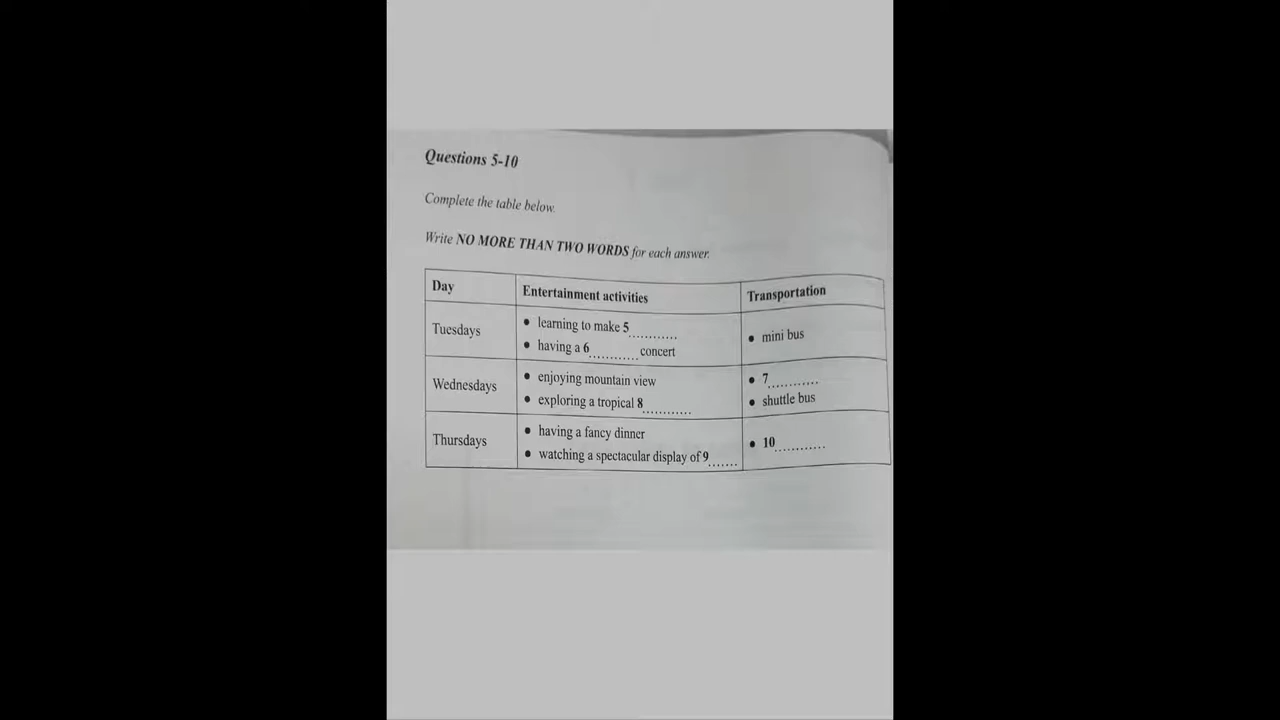 Questions 5-10
Complete the table below.
Write NO MORE THAN TWO WORDS for each answer.
Day Entertainment activities Transportation
Tuesdays
• learning to make 5............
• having a 6............ concert
• mini bus
Wednesdays
• enjoying mountain view
• exploring a tropical 8............
• 7............
• shuttle bus
Thursdays
• having a fancy dinner
• watching a spectacular display of 9.......
• 10............